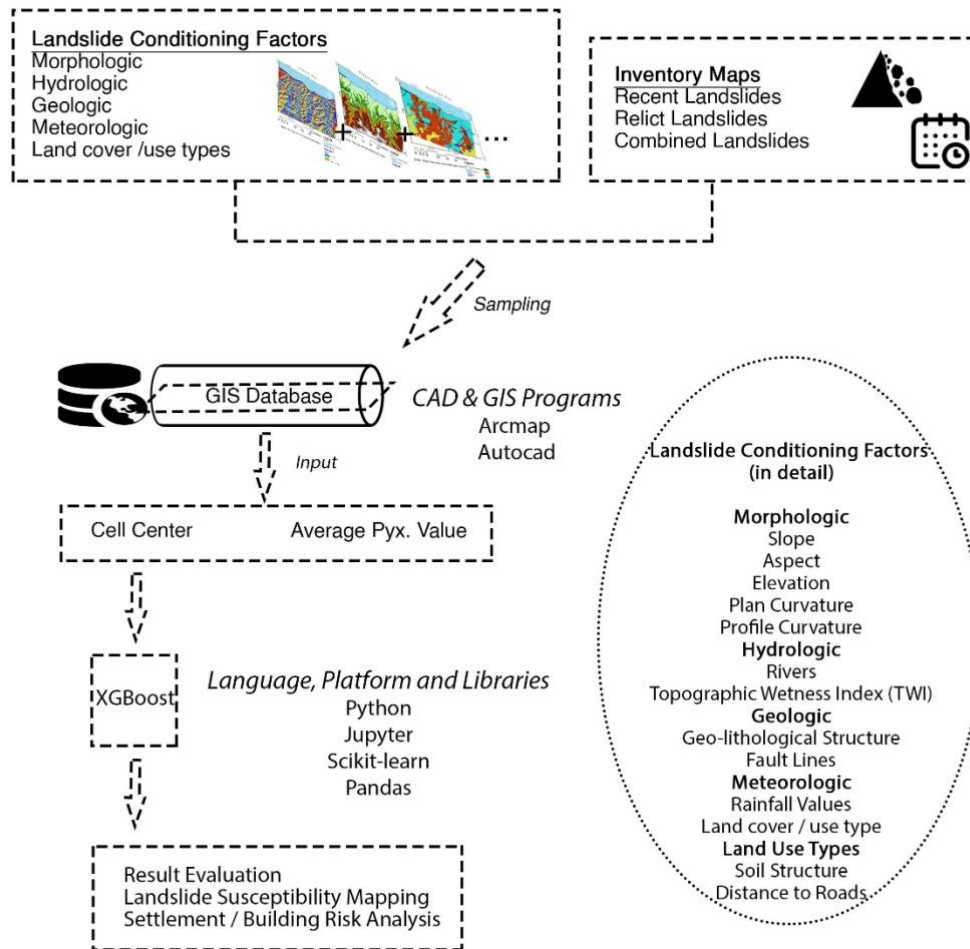 Landslide Conditioning Factors
Morphologic
Hydrologic
Geologic
Meteorologic
Land cover /use types
+
+
...
Inventory Maps
Recent Landslides
Relict Landslides
Combined Landslides
Sampling
GIS Database
CAD & GIS Programs
Arcmap
Autocad
Input
Cell Center
Average Pyx. Value
XGBoost
Language, Platform and Libraries
Python
Jupyter
Scikit-learn
Pandas
Result Evaluation
Landslide Susceptibility Mapping
Settlement / Building Risk Analysis
Landslide Conditioning Factors
(in detail)
Morphologic
Slope
Aspect
Elevation
Plan Curvature
Profile Curvature
Hydrologic
Rivers
Topographic Wetness Index (TWI)
Geologic
Geo-lithological Structure
Fault Lines
Meteorologic
Rainfall Values
Land cover / use type
Land Use Types
Soil Structure
Distance to Roads